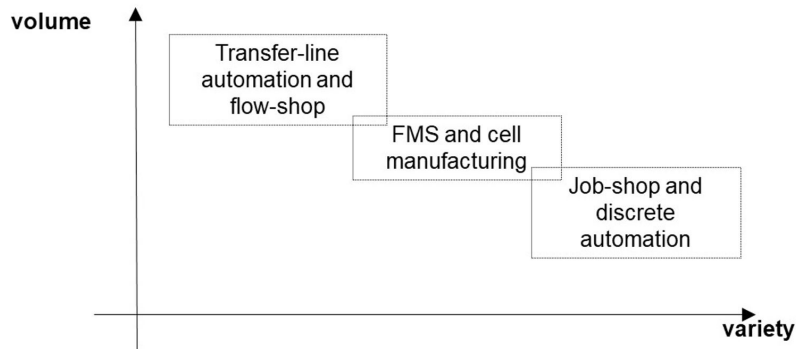 volume
Transfer-line
automation and
flow-shop
FMS and cell
manufacturing
Job-shop and
discrete
automation
variety